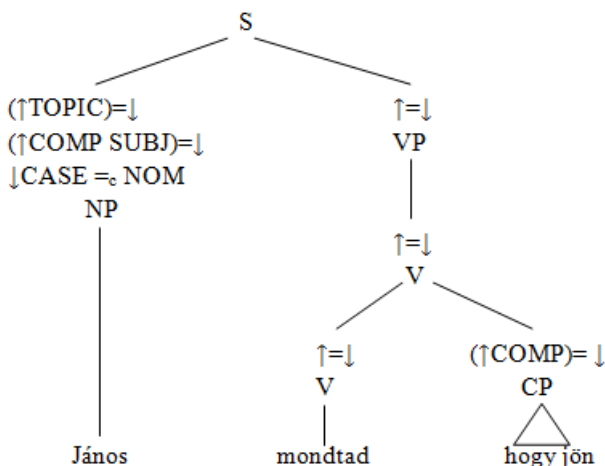 S
(↑TOPIC)=↓ ↑=↓
(↑COMP SUBJ)=↓ VP
↓CASE =c NOM
NP
↑=↓
V
↑=↓ (↑COMP)= ↓
V CP
János mondtad hogy jön